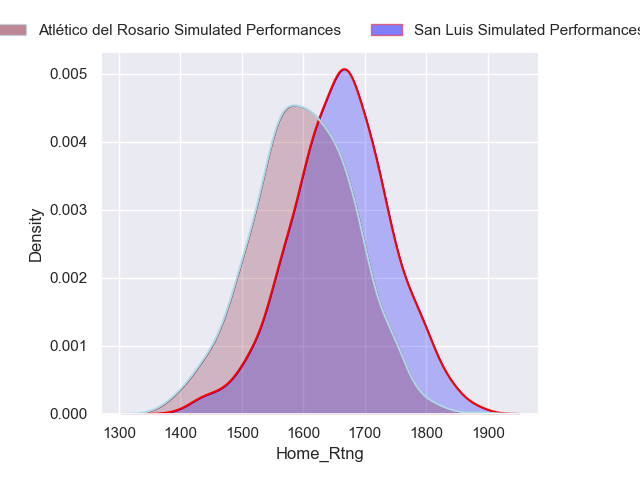 Atlético del Rosario Simulated Performances San Luis Simulated Performances
0.005
0.004
0.003
0.002
0.001
0.000
Density
1300 1400 1500 1600 1700 1800 1900
Home_Rtng